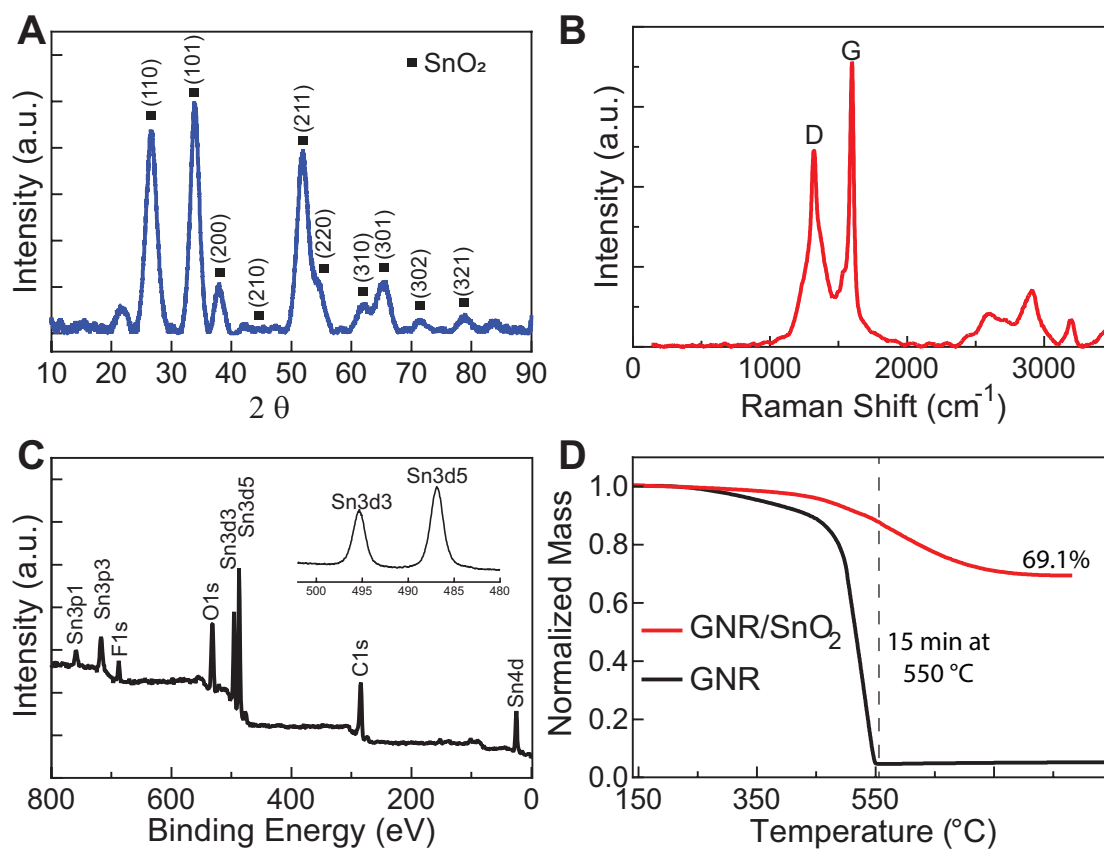 A
Intensity (a.u.)
■ SnO₂
■ (110)
■ (101)
■ (200)
■ (210)
■ (211)
■ (220)
■ (310)
■ (301)
■ (302)
■ (321)
10 20 30 40 50 60 70 80 90
2 θ
B
Intensity (a.u.)
D
G
0 1000 2000 3000
Raman Shift (cm⁻¹)
C
Intensity (a.u.)
Sn3p1
Sn3p3
F1s
O1s
Sn3d3
Sn3d5
C1s
Sn4d
Sn3d3
Sn3d5
500 495 490 485 480
800 600 400 200 0
Binding Energy (eV)
D
Normalized Mass
1.0
0.8
0.6
0.4
0.2
0.0
69.1%
GNR/SnO₂
GNR
15 min at
550 °C
150 350 550
Temperature (°C)